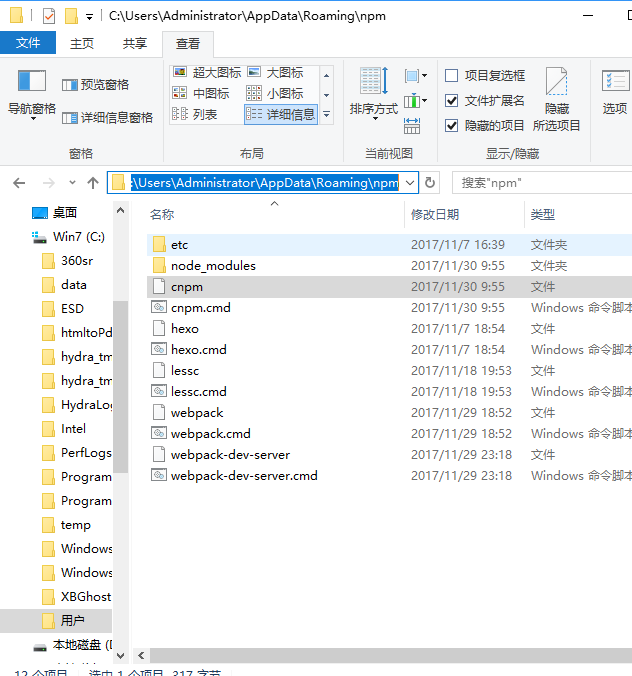 C:\Users\Administrator\AppData\Roaming\npm
文件 主页 共享 查看
导航窗格
预览窗格
详细信息窗格
窗格
超大图标 大图标
中图标 小图标
列表 详细信息
布局
排序方式
当前视图
项目复选框
文件扩展名
隐藏的项目
隐藏
所选项目
显示/隐藏
选项
:\Users\Administrator\AppData\Roaming\npm
搜索"npm"
桌面
Win7 (C:)
360sr
data
ESD
htmltoPd
hydra_tm
hydra_tm
HydraLog
Intel
PerfLogs
Program
Program
temp
Windows
Windows
XBGhost
用户
本地磁盘 (D
名称 修改日期 类型
etc 2017/11/7 16:39 文件夹
node_modules 2017/11/30 9:55 文件夹
cnpm 2017/11/30 9:55 文件
cnpm.cmd 2017/11/30 9:55 Windows 命令脚本
hexo 2017/11/7 18:54 文件
hexo.cmd 2017/11/7 18:54 Windows 命令脚本
lessc 2017/11/18 19:53 文件
lessc.cmd 2017/11/18 19:53 Windows 命令脚本
webpack 2017/11/29 18:52 文件
webpack.cmd 2017/11/29 18:52 Windows 命令脚本
webpack-dev-server 2017/11/29 23:18 文件
webpack-dev-server.cmd 2017/11/29 23:18 Windows 命令脚本
12 个项目 选中 1 个项目 317 字节